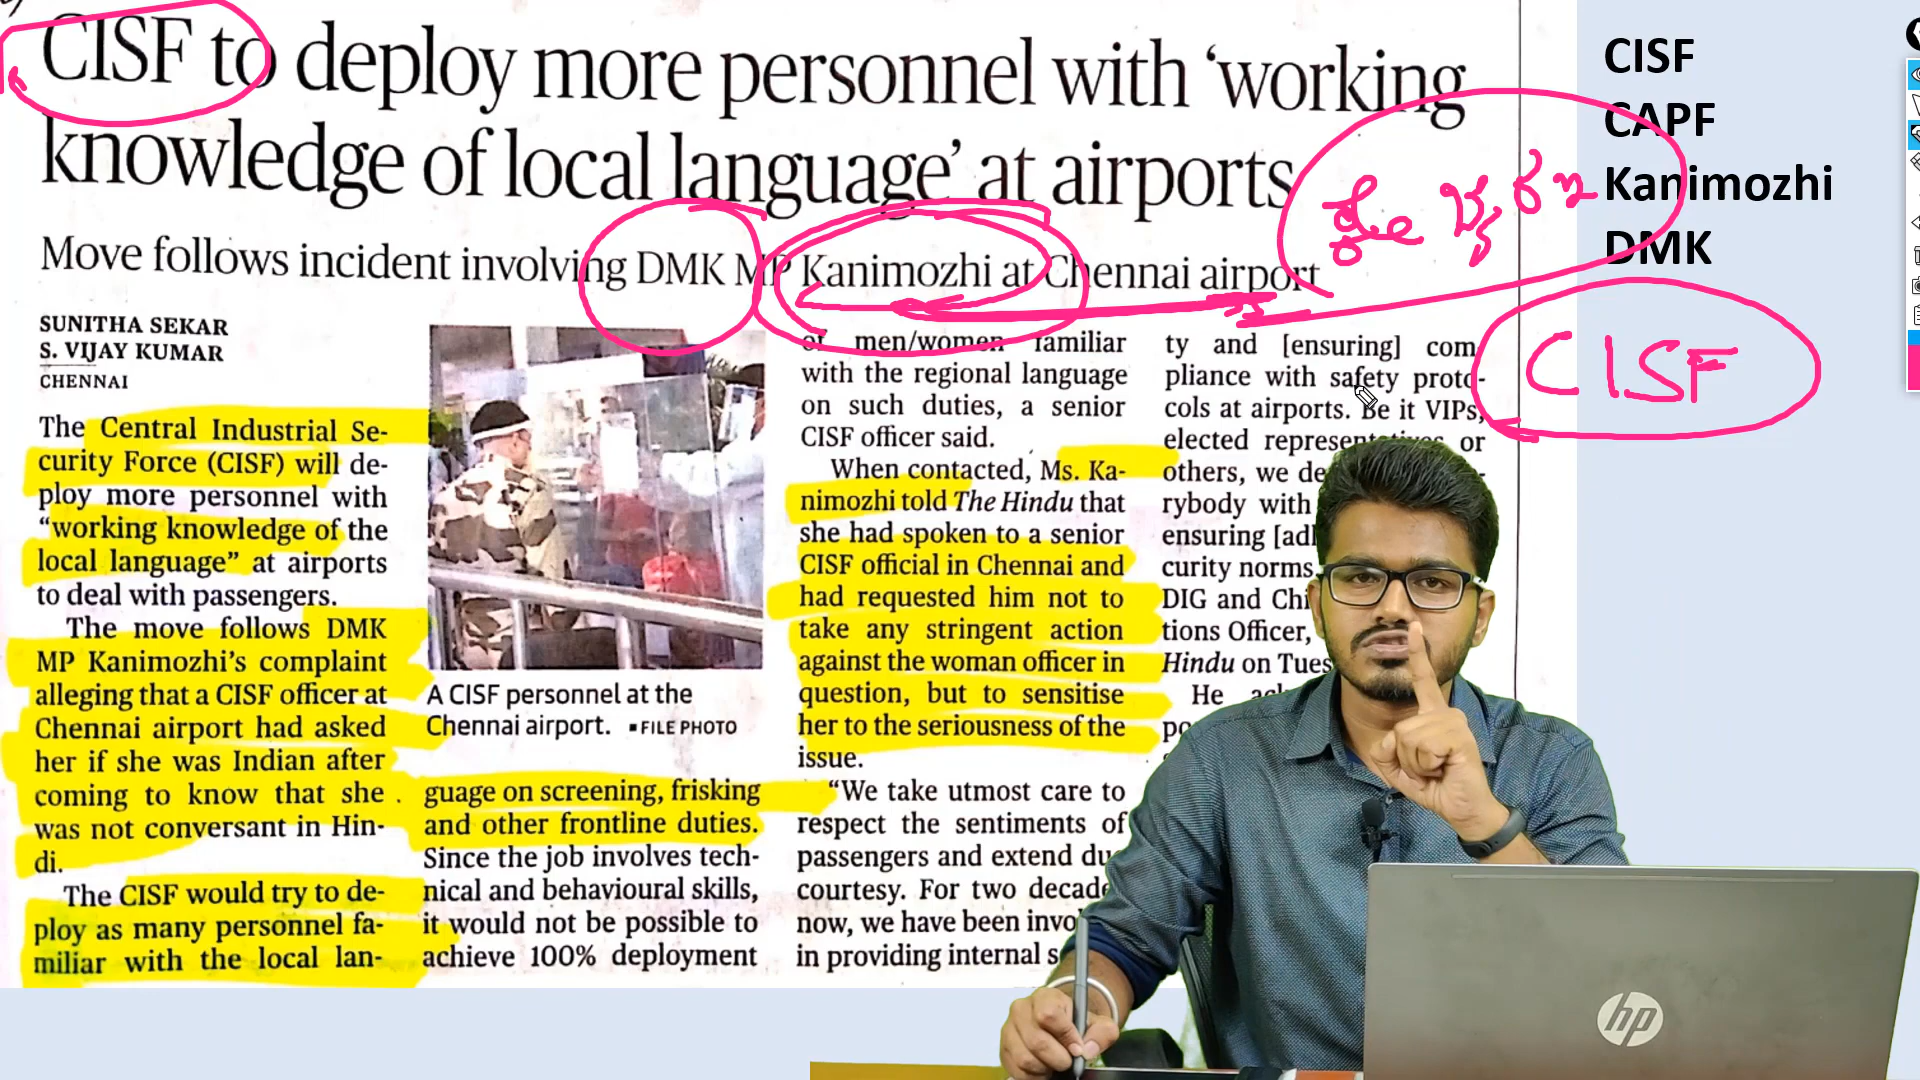 CISF to deploy more personnel with ‘working
knowledge of local language’ at airports
Move follows incident involving DMK MP Kanimozhi at Chennai airport
SUNITHA SEKAR
S. VIJAY KUMAR
CHENNAI
The Central Industrial Se-
curity Force (CISF) will de-
ploy more personnel with
“working knowledge of the
local language” at airports
to deal with passengers.
The move follows DMK
MP Kanimozhi’s complaint
alleging that a CISF officer at
Chennai airport had asked
her if she was Indian after
coming to know that she
was not conversant in Hin-
di.
The CISF would try to de-
ploy as many personnel fa-
miliar with the local lan-
A CISF personnel at the
Chennai airport. ▪FILE PHOTO
guage on screening, frisking
and other frontline duties.
Since the job involves tech-
nical and behavioural skills,
it would not be possible to
achieve 100% deployment
of men/women familiar
with the regional language
on such duties, a senior
CISF officer said.
When contacted, Ms. Ka-
nimozhi told The Hindu that
she had spoken to a senior
CISF official in Chennai and
had requested him not to
take any stringent action
against the woman officer in
question, but to sensitise
her to the seriousness of the
issue.
“We take utmost care to
respect the sentiments of
passengers and extend du
courtesy. For two decade
now, we have been invo
in providing internal s
ty and [ensuring] com
pliance with safety proto-
cols at airports. Be it VIPs,
elected representatives or
others, we de
rybody with
ensuring [ad
curity norms,
DIG and Chi
tions Officer,
Hindu on Tues
He
CISF
CAPF
Kanimozhi
DMK
CISF
hp